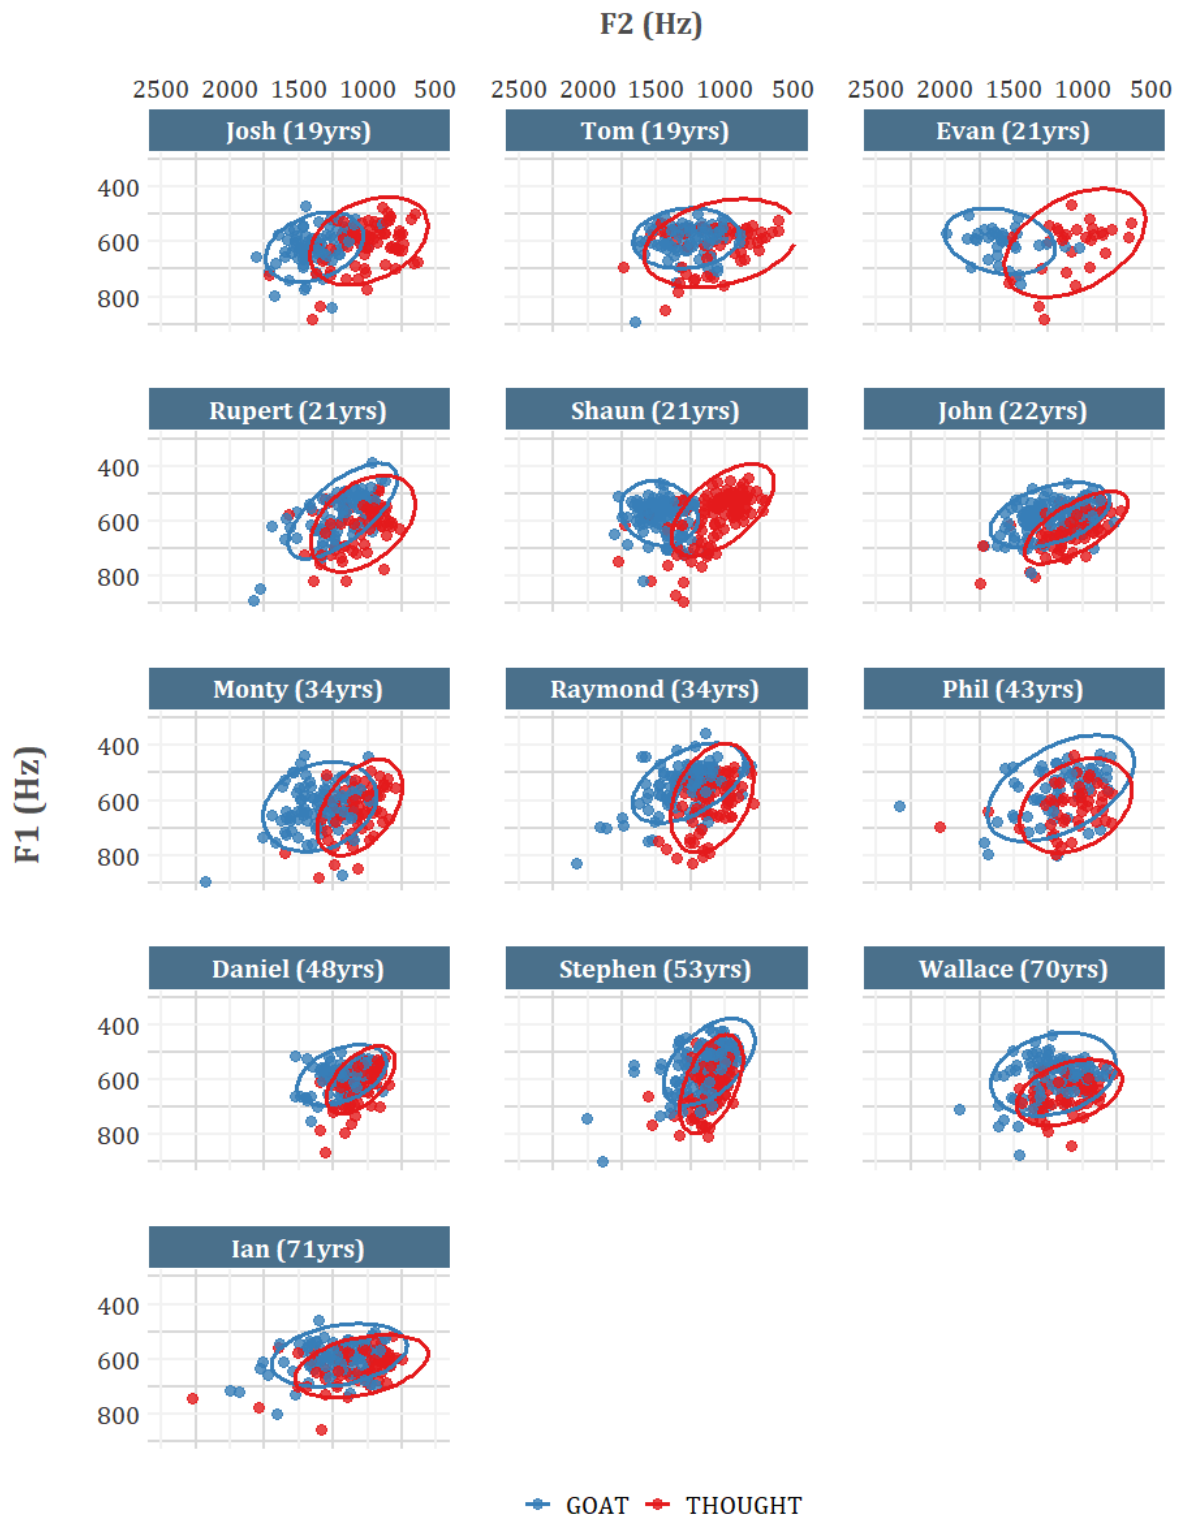 F2 (Hz)
2500 2000 1500 1000 500 2500 2000 1500 1000 500 2500 2000 1500 1000 500
Josh (19yrs) Tom (19yrs) Evan (21yrs)
400
600
800
Rupert (21yrs) Shaun (21yrs) John (22yrs)
400
600
800
Monty (34yrs) Raymond (34yrs) Phil (43yrs)
F1 (Hz)
400
600
800
Daniel (48yrs) Stephen (53yrs) Wallace (70yrs)
400
600
800
Ian (71yrs)
400
600
800
GOAT THOUGHT